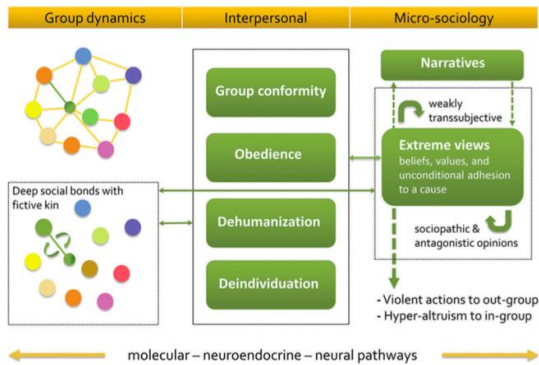 Group dynamics
Interpersonal
Micro-sociology
Group conformity
Obedience
Dehumanization
Deindividuation
Deep social bonds with
fictive kin
Narratives
weakly
transsubjective
Extreme views
beliefs, values, and
unconditional adhesion
to a cause
sociopathic &
antagonistic opinions
- Violent actions to out-group
- Hyper-altruism to in-group
molecular – neuroendocrine – neural pathways